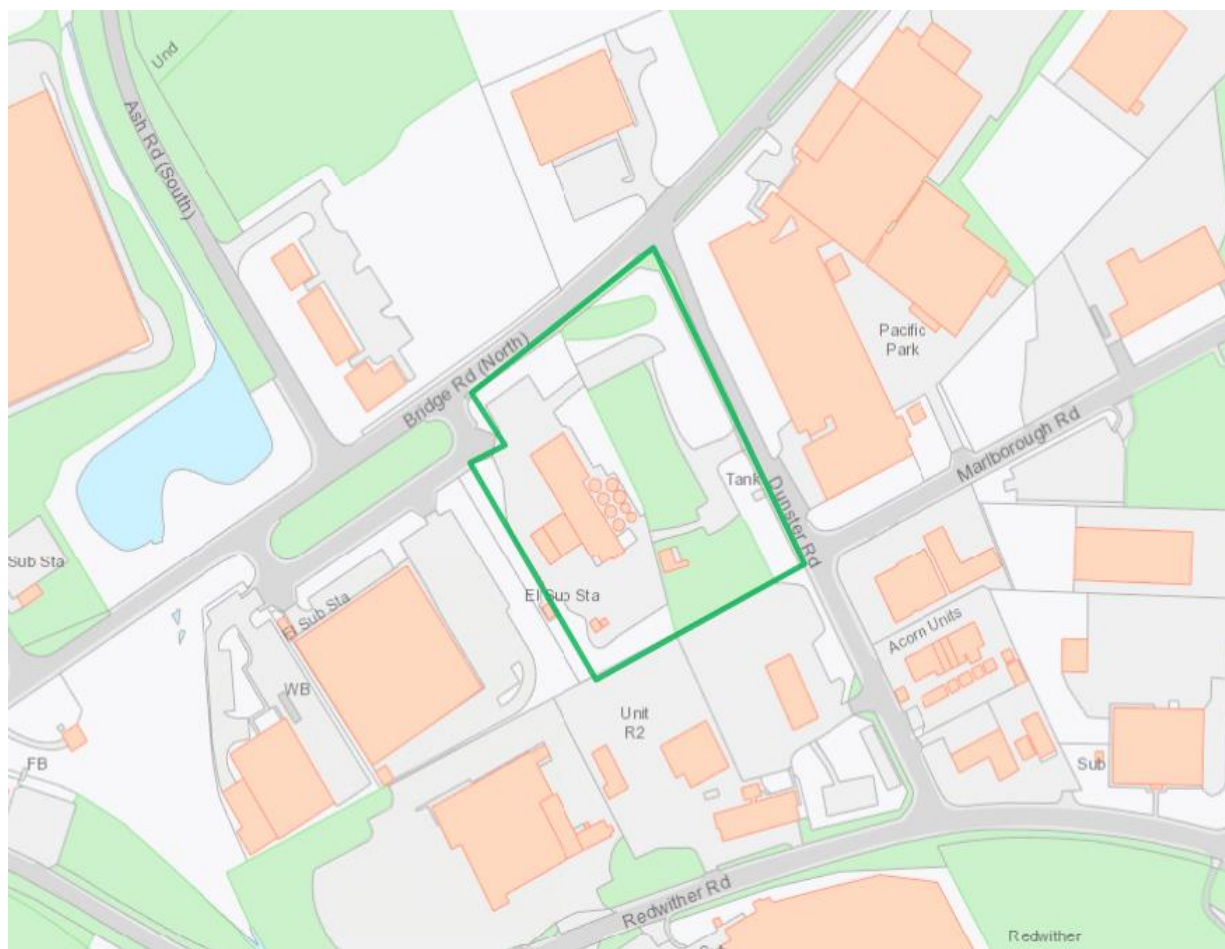 Und
Ash Rd (South)
Bridge Rd (North)
Pacific
Park
Marlborough Rd
Tank
Dunster Rd
Sub Sta
El Sub Sta
El Sub Sta
Acorn Units
WB
Unit
R2
FB
Sub
Redwither Rd
Redwither